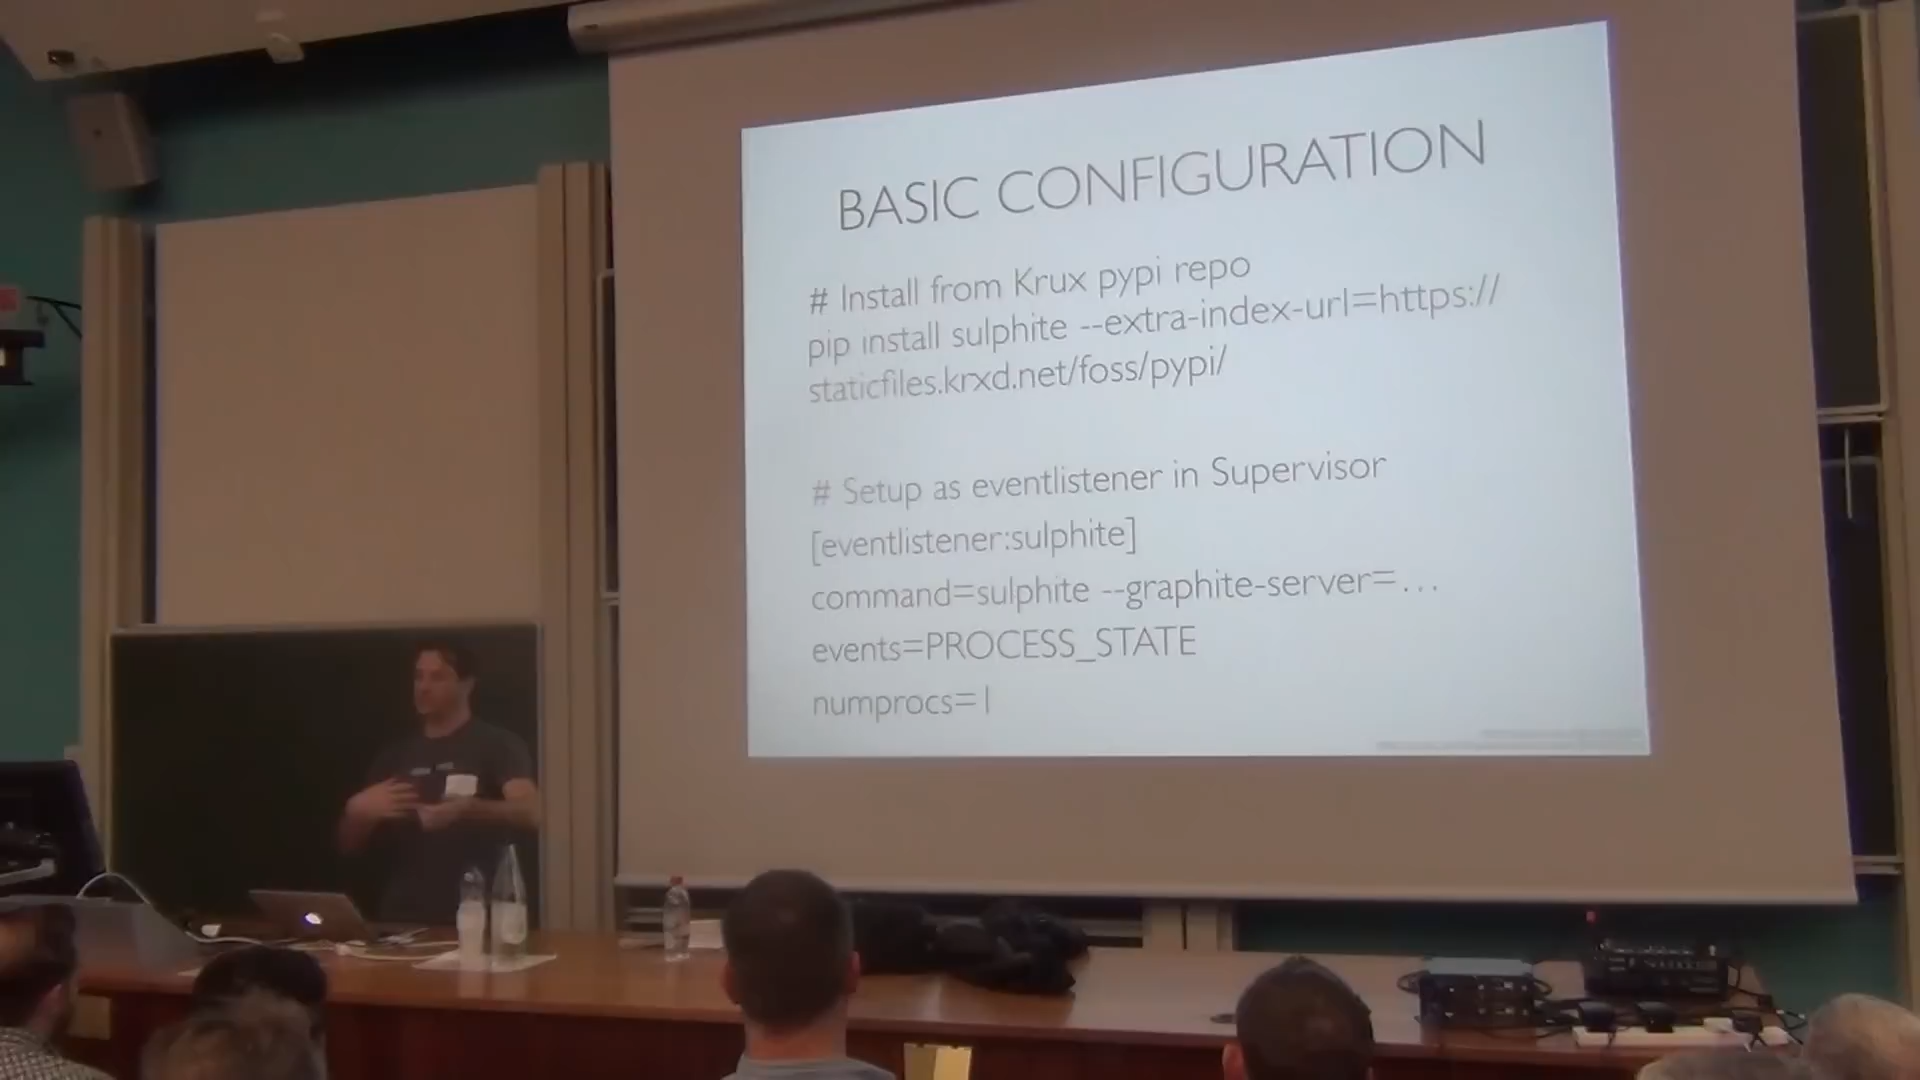 BASIC CONFIGURATION
# Install from Krux pypi repo
pip install sulphite --extra-index-url=https://
staticfiles.krxd.net/foss/pypi/
# Setup as eventlistener in Supervisor
[eventlistener:sulphite]
command=sulphite --graphite-server=…
events=PROCESS_STATE
numprocs=1